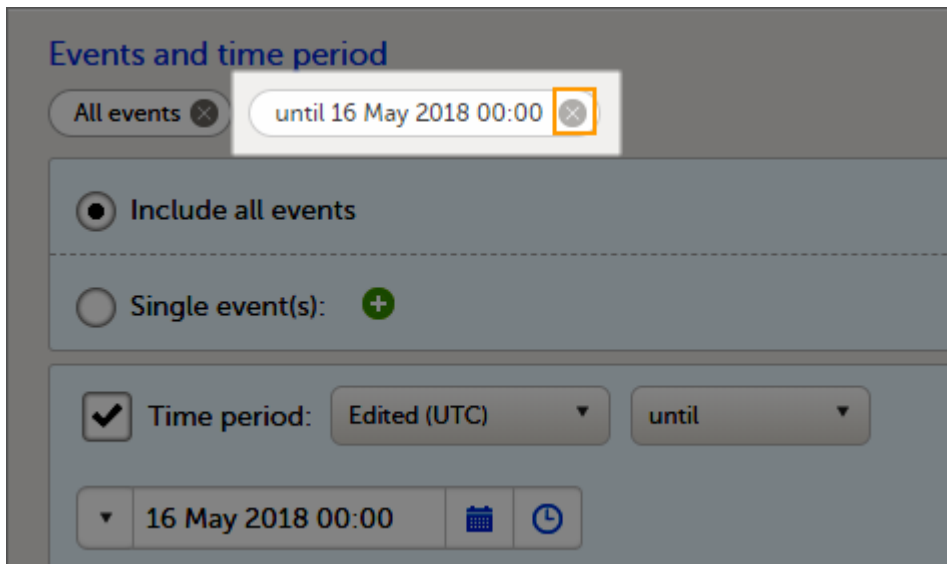 Events and time period
All events until 16 May 2018 00:00
Include all events
Single event(s):
Time period: Edited (UTC) until
16 May 2018 00:00